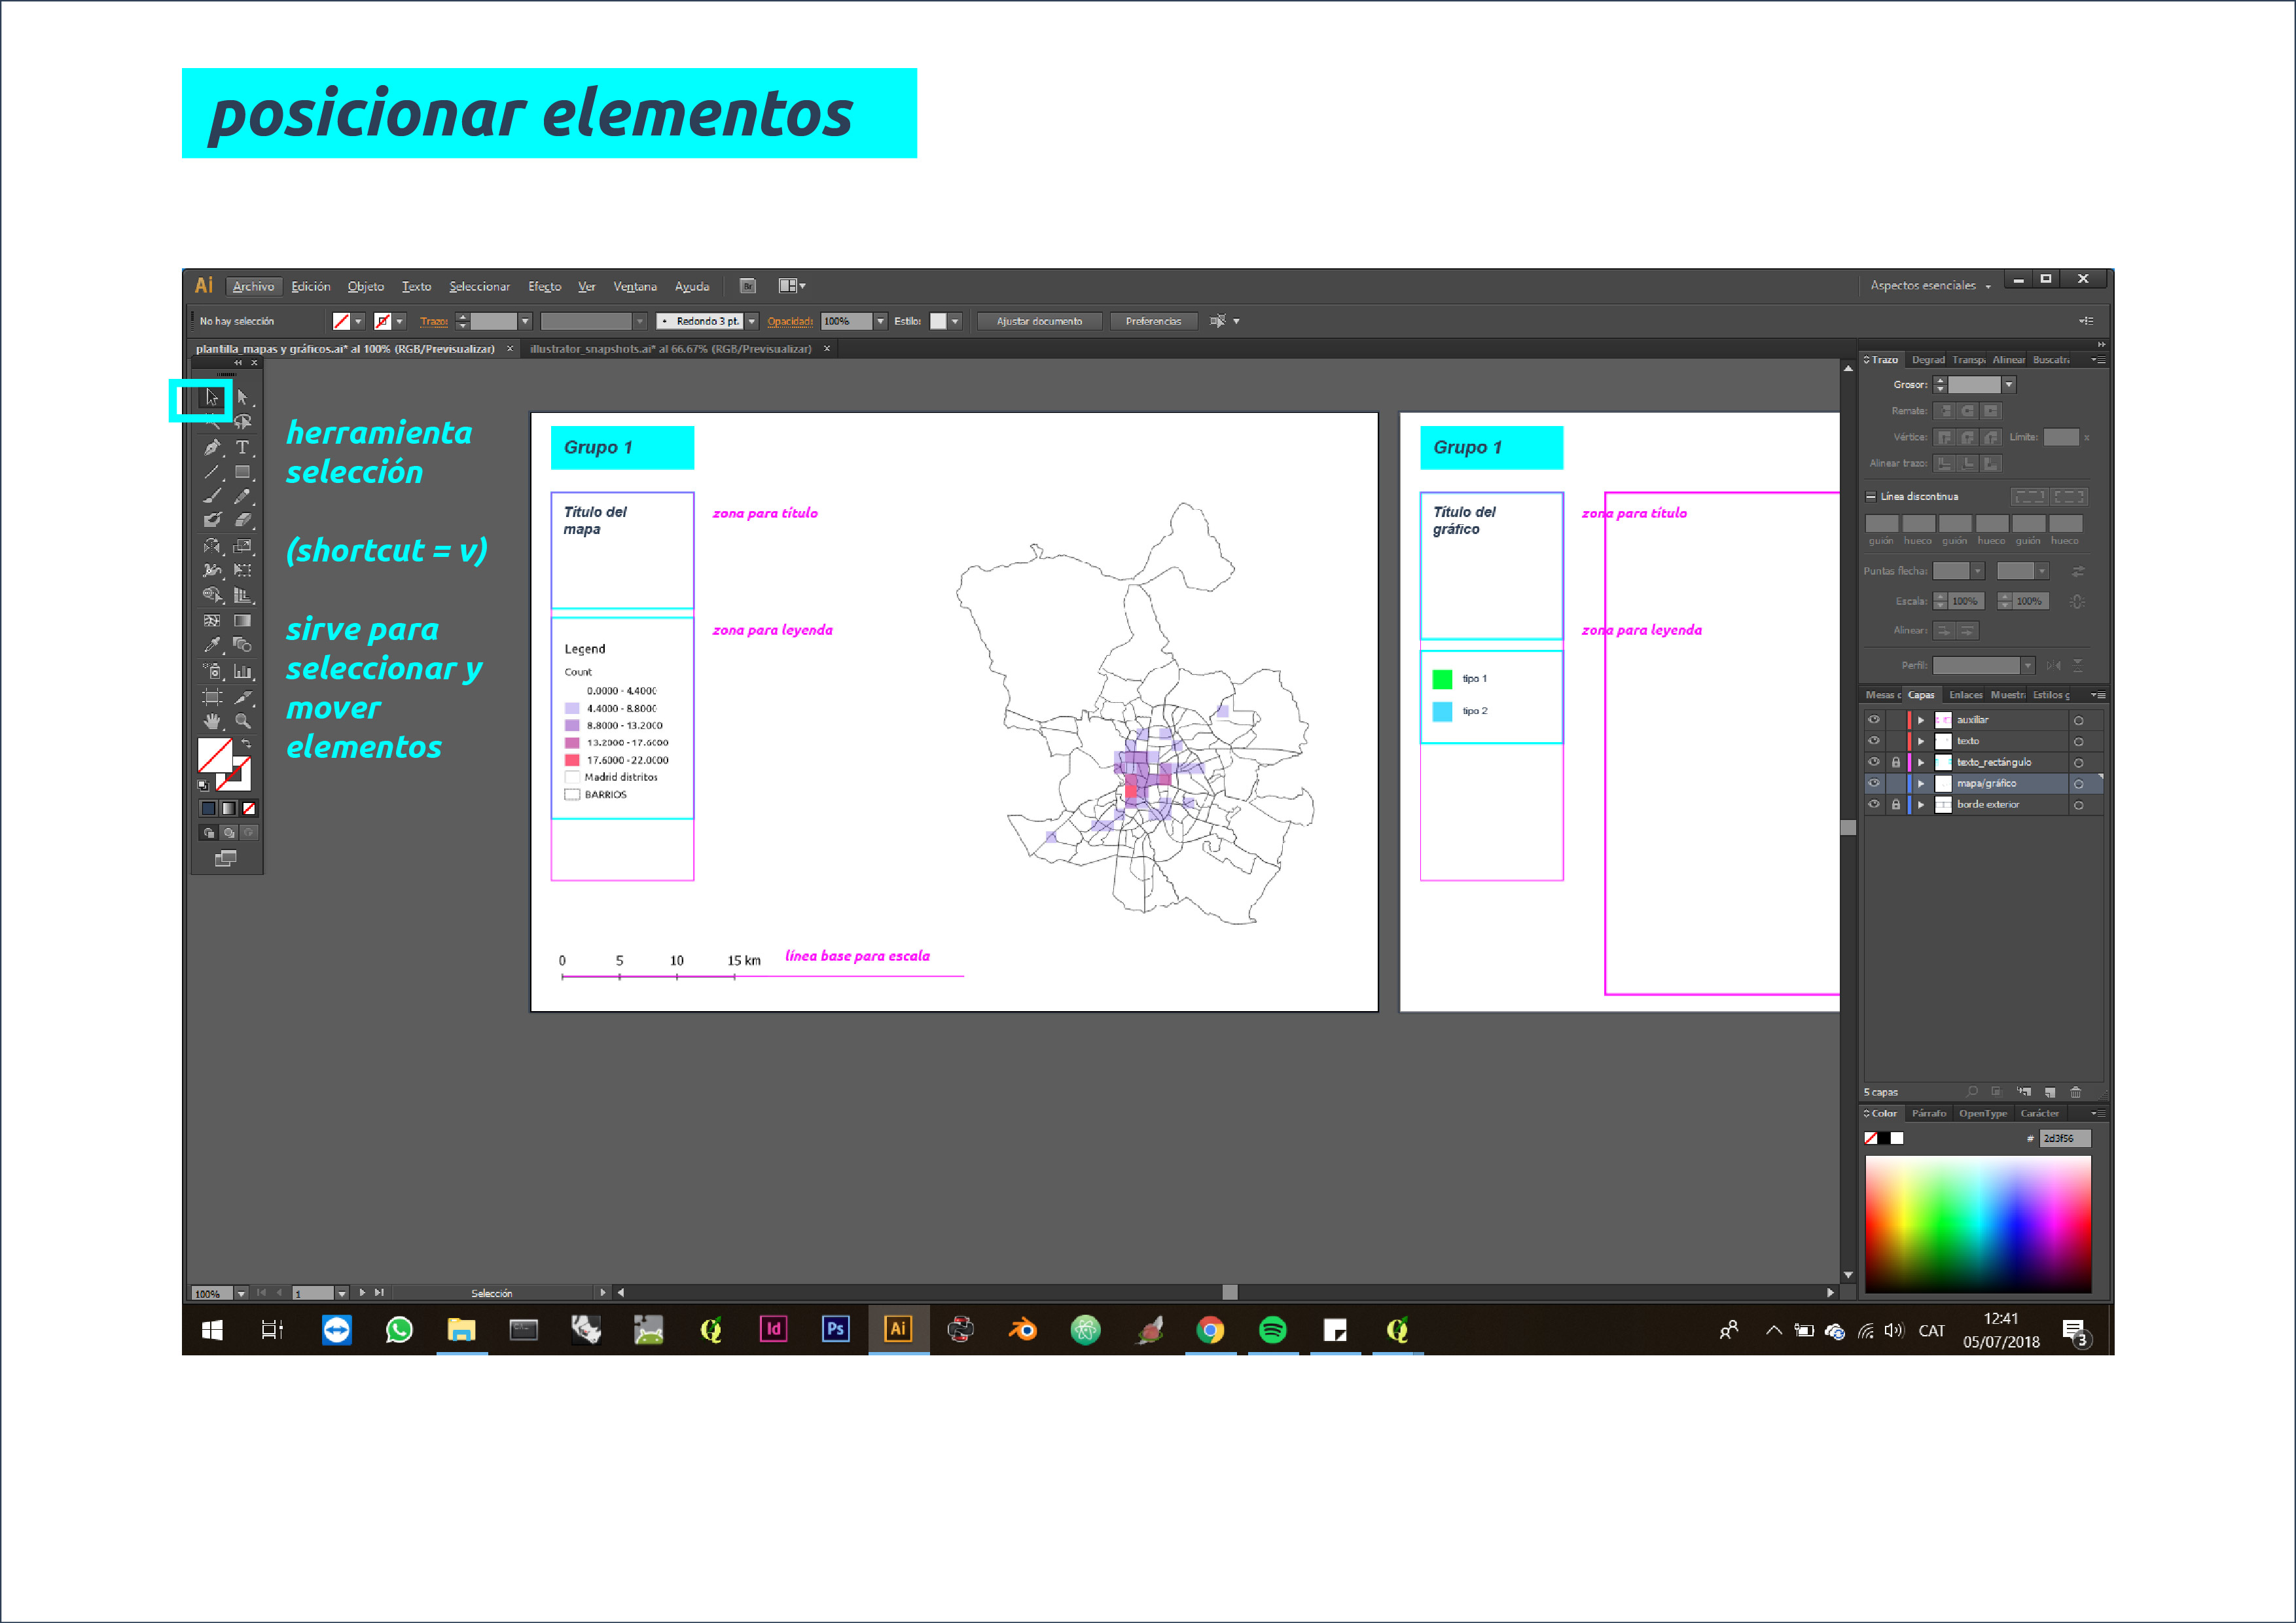 posicionar elementos
Ai Archivo Edición Objeto Texto Seleccionar Efecto Ver Ventana Ayuda Br Aspectos esenciales
No hay selección Trazo: Redondo 3 pt. Opacidad: 100% Estilo: Ajustar documento Preferencias
plantilla_mapas y gráficos.ai* al 100% (RGB/Previsualizar) × illustrator_snapshots.ai* al 66.67% (RGB/Previsualizar) ×
herramienta
selección
(shortcut = v)
sirve para
seleccionar y
mover
elementos
Grupo 1
Título del
mapa
zona para título
zona para leyenda
Legend
Count
0.0000 - 4.4000
4.4000 - 8.8000
8.8000 - 13.2000
13.2000 - 17.6000
17.6000 - 22.0000
Madrid distritos
BARRIOS
0 5 10 15 km
línea base para escala
Grupo 1
Título del
gráfico
zona para título
zona para leyenda
tipo 1
tipo 2
Trazo Degrad Transp: Alinear Buscatr:
Grosor:
Remate:
Vértice: Límite: x
Alinear trazo:
Línea discontinua
guión hueco guión hueco guión hueco
Puntas flecha:
Escala: 100% 100%
Alinear:
Perfil:
Mesas c Capas Enlaces Muestr: Estilos g
auxiliar
texto
texto_rectángulo
mapa/gráfico
borde exterior
5 capas
Color Párrafo OpenType Carácter
# 2d3f56
100% 1 Selección
Id Ps Ai
CAT
12:41
05/07/2018
3